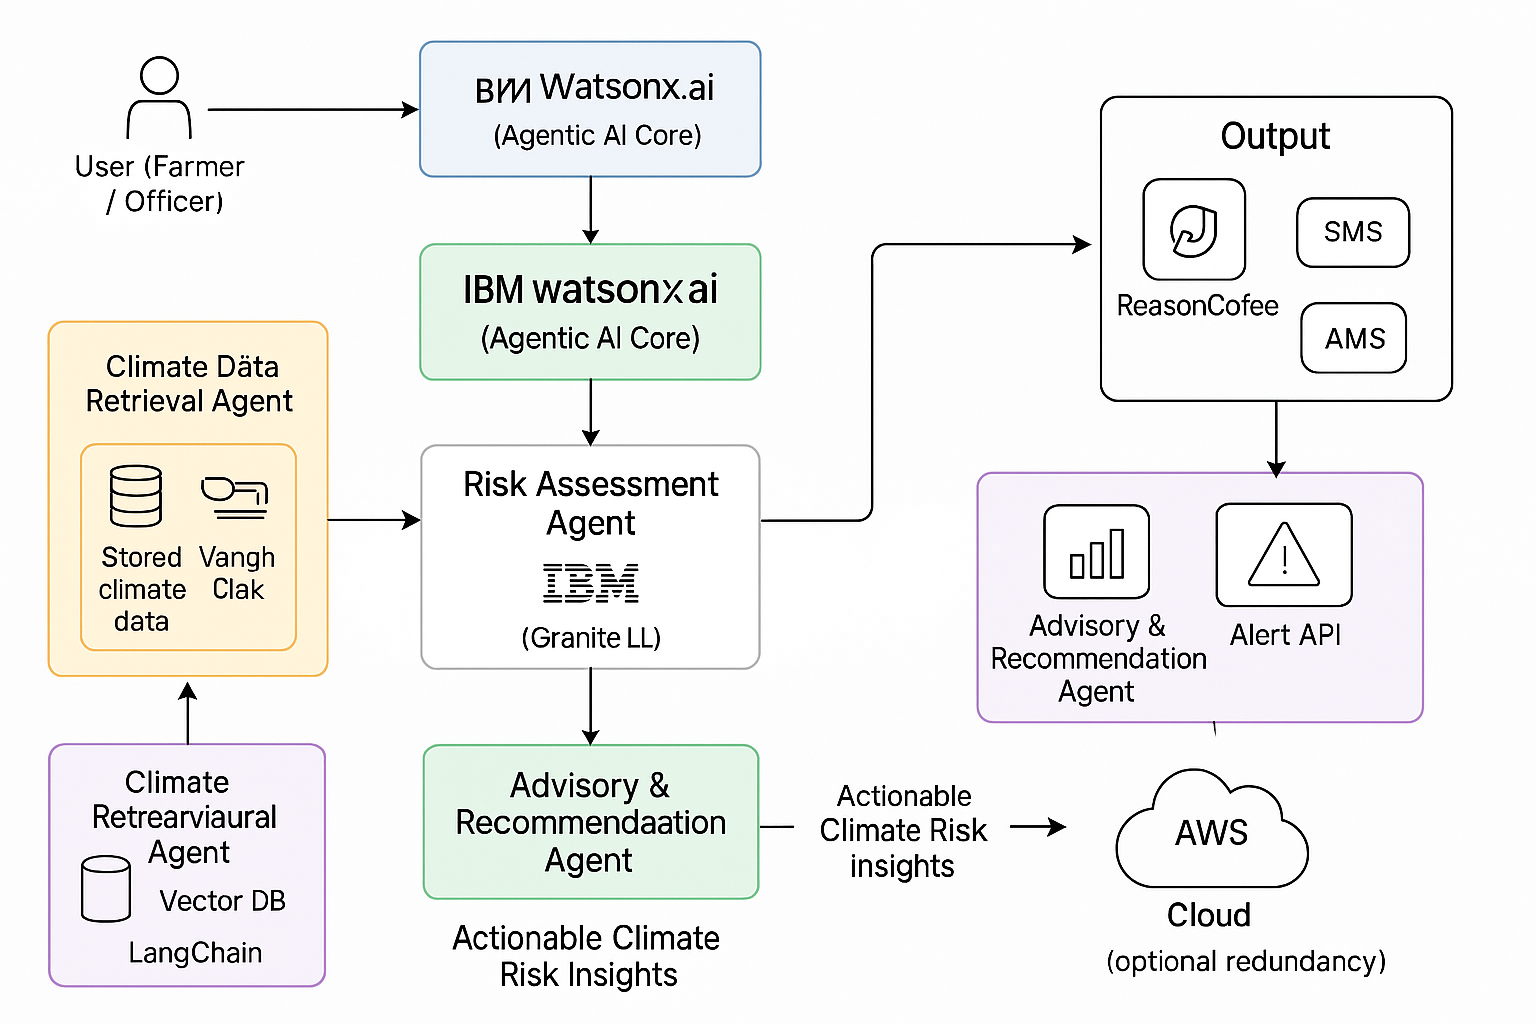 User (Farmer
/ Officer)
BIM Watsonx.ai
(Agentic AI Core)
IBM watsonx ai
(Agentic AI Core)
Climate Däta
Retrieval Agent
Stored
climate
data
Vangh
Clak
Climate
Retrearviaural
Agent
Vector DB
LangChain
Risk Assessment
Agent
IBM
(Granite LL)
Advisory &
Recommendaation
Agent
Actionable Climate
Risk Insights
Actionable
Climate Risk
insights
Output
ReasonCofee
SMS
AMS
Advisory &
Recommendation
Agent
Alert API
AWS
Cloud
(optional redundancy)